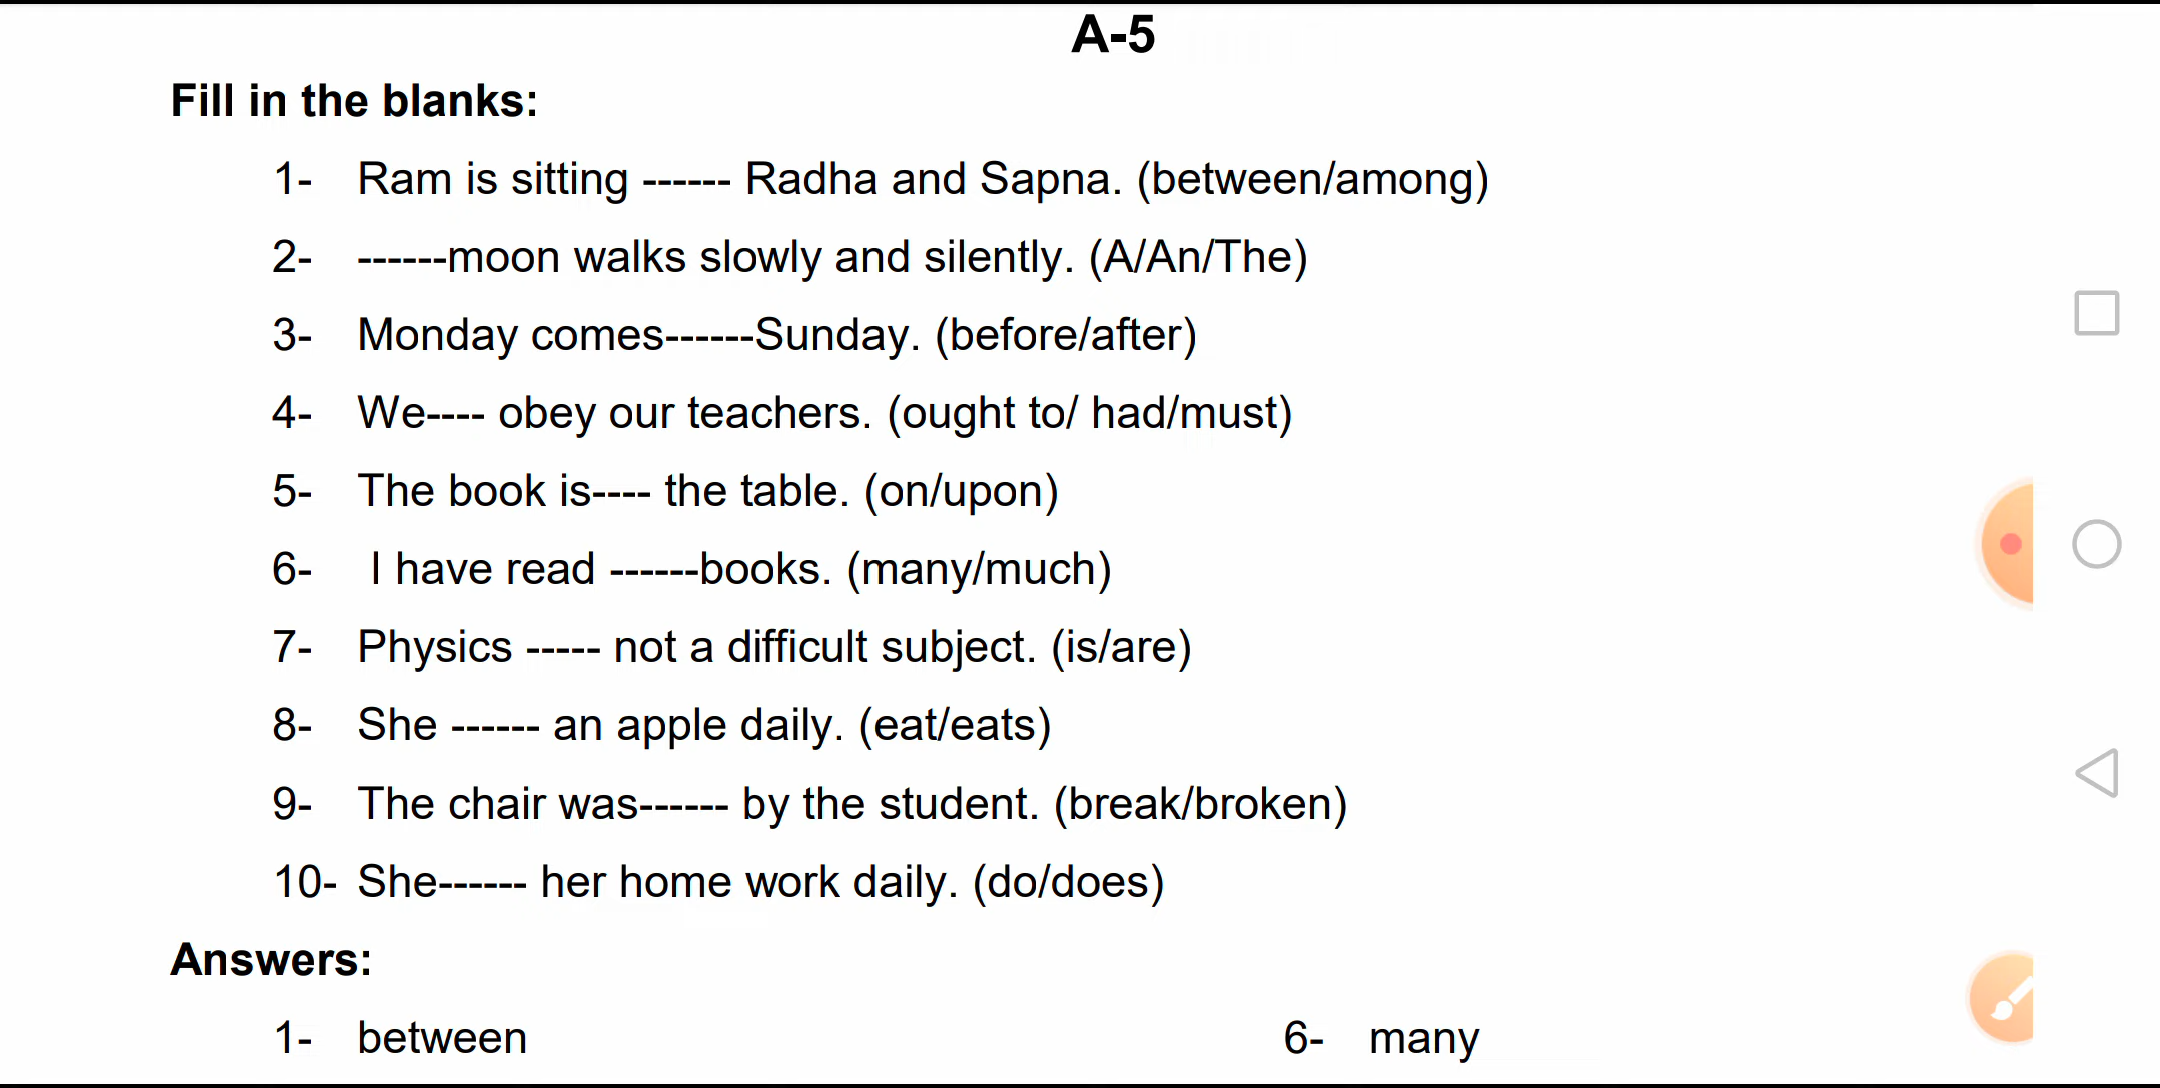 A-5
Fill in the blanks:
1- Ram is sitting ------ Radha and Sapna. (between/among)
2- ------moon walks slowly and silently. (A/An/The)
3- Monday comes------Sunday. (before/after)
4- We---- obey our teachers. (ought to/ had/must)
5- The book is---- the table. (on/upon)
6- I have read ------books. (many/much)
7- Physics ----- not a difficult subject. (is/are)
8- She ------ an apple daily. (eat/eats)
9- The chair was------ by the student. (break/broken)
10- She------ her home work daily. (do/does)
Answers:
1- between 6- many